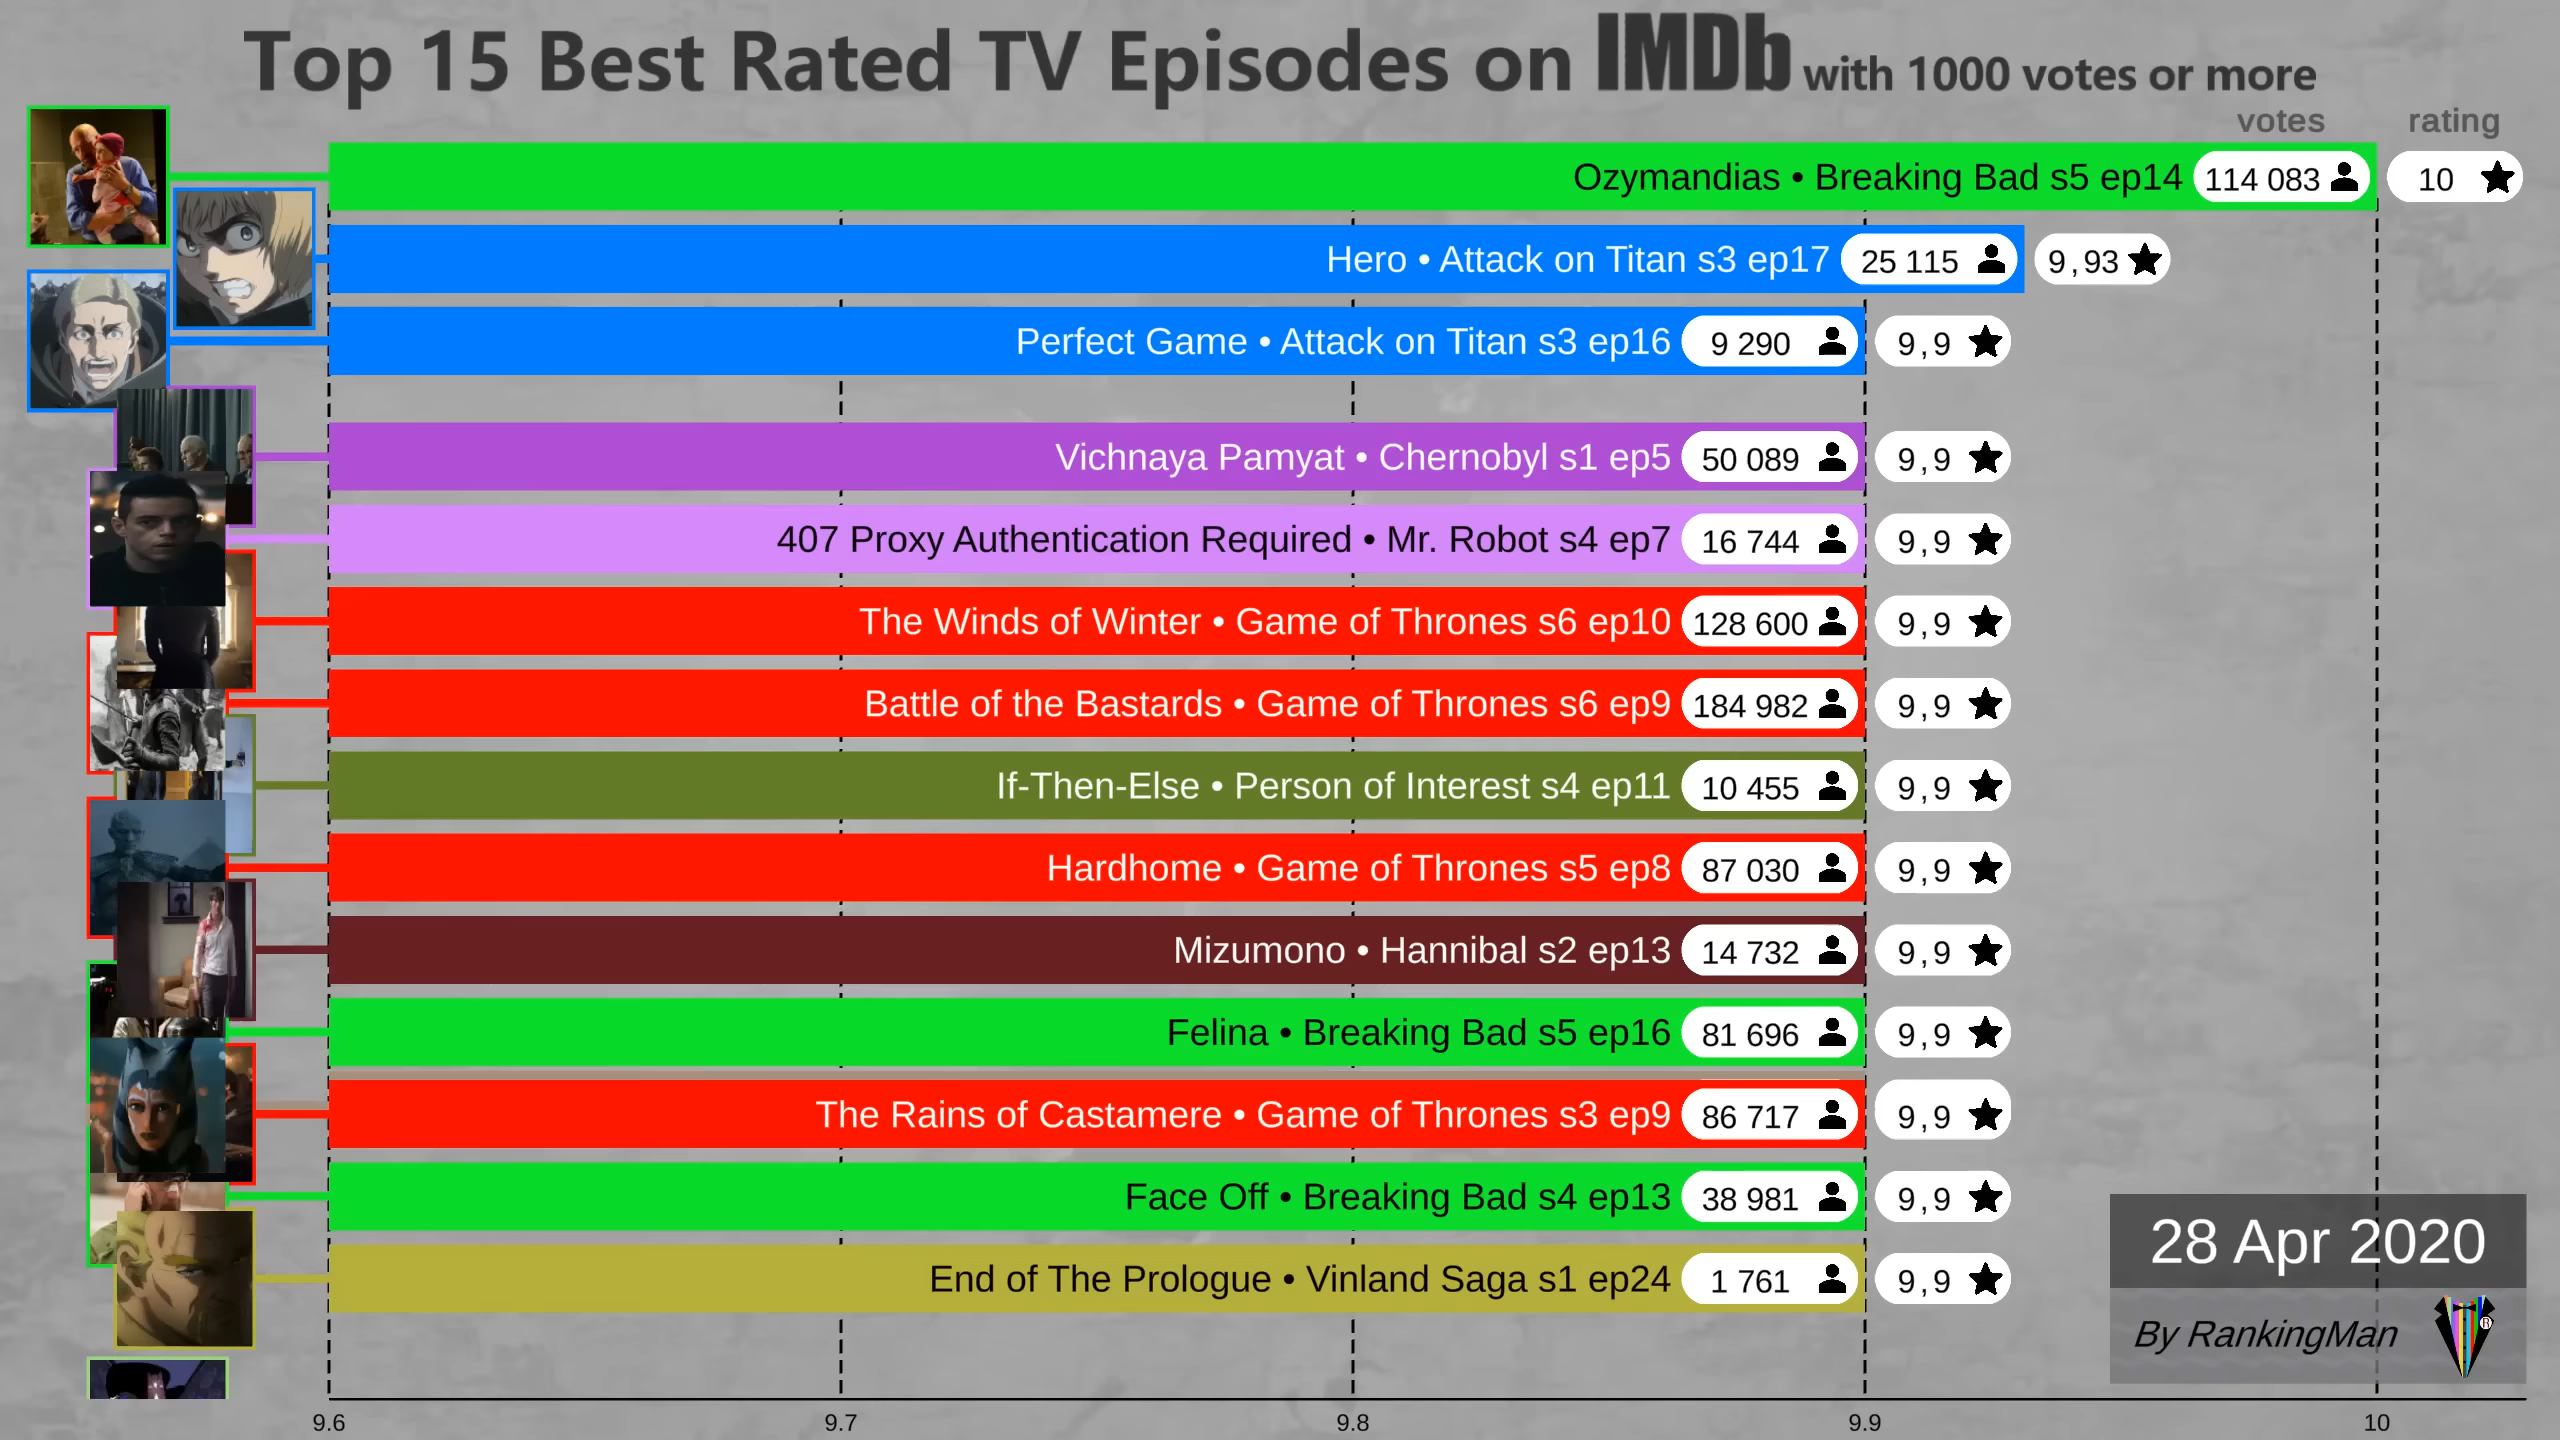 Top 15 Best Rated TV Episodes on IMDb with 1000 votes or more
votes rating
Ozymandias • Breaking Bad s5 ep14 114 083 10
Hero • Attack on Titan s3 ep17 25 115 9,93
Perfect Game • Attack on Titan s3 ep16 9 290 9,9
Vichnaya Pamyat • Chernobyl s1 ep5 50 089 9,9
407 Proxy Authentication Required • Mr. Robot s4 ep7 16 744 9,9
The Winds of Winter • Game of Thrones s6 ep10 128 600 9,9
Battle of the Bastards • Game of Thrones s6 ep9 184 982 9,9
If-Then-Else • Person of Interest s4 ep11 10 455 9,9
Hardhome • Game of Thrones s5 ep8 87 030 9,9
Mizumono • Hannibal s2 ep13 14 732 9,9
Felina • Breaking Bad s5 ep16 81 696 9,9
The Rains of Castamere • Game of Thrones s3 ep9 86 717 9,9
Face Off • Breaking Bad s4 ep13 38 981 9,9
End of The Prologue • Vinland Saga s1 ep24 1 761 9,9
28 Apr 2020
By RankingMan ®
9.6 9.7 9.8 9.9 10